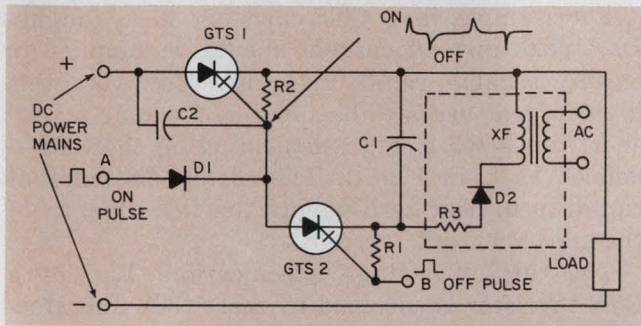 ON
GTS 1
OFF
+
R2
DC
POWER
MAINS
C2
C1
XF
AC
A
D1
ON
PULSE
D2
R3
GTS 2
R1
LOAD
B OFF PULSE
-